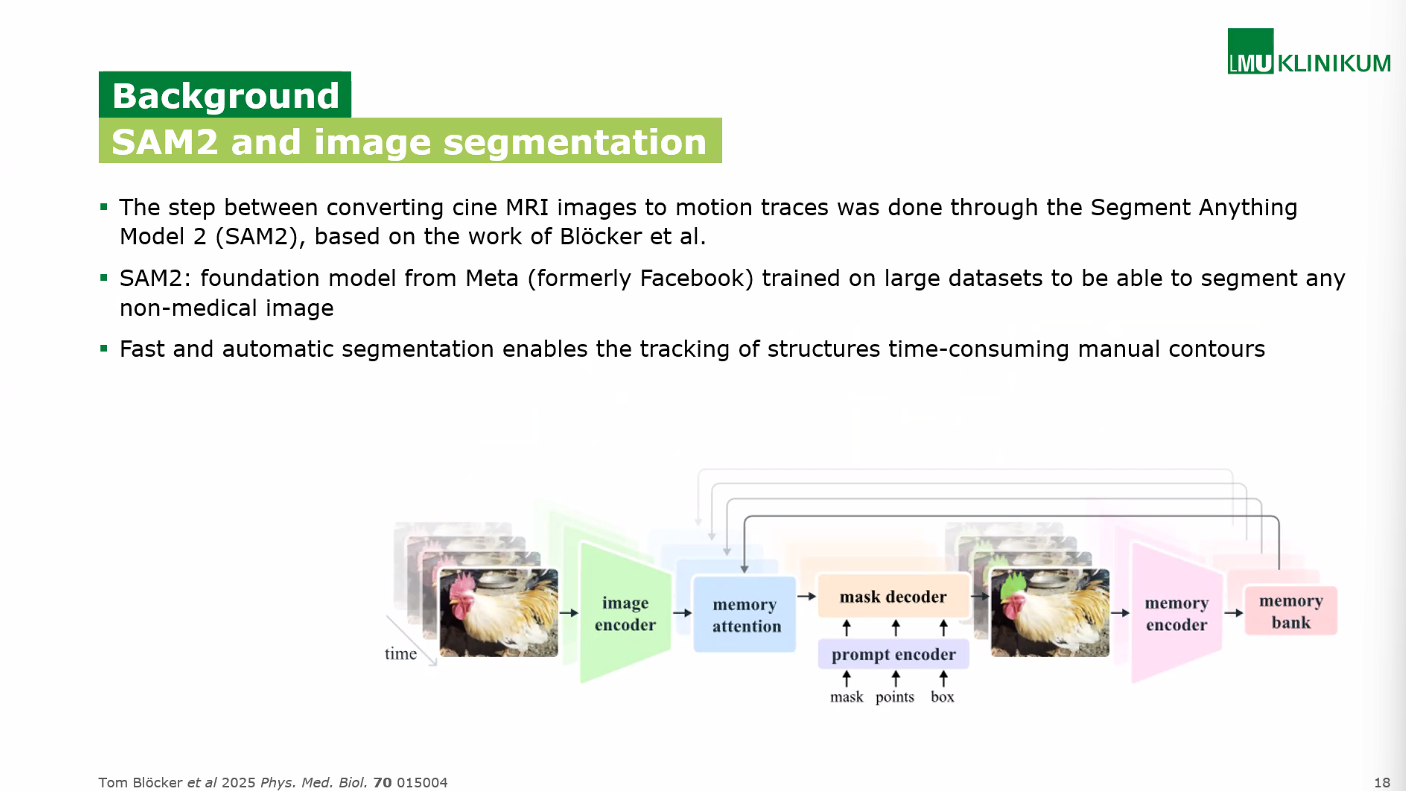 LMU KLINIKUM
Background
SAM2 and image segmentation
▪ The step between converting cine MRI images to motion traces was done through the Segment Anything
Model 2 (SAM2), based on the work of Blöcker et al.
▪ SAM2: foundation model from Meta (formerly Facebook) trained on large datasets to be able to segment any
non-medical image
▪ Fast and automatic segmentation enables the tracking of structures time-consuming manual contours
time
image
encoder
memory
attention
mask decoder
prompt encoder
mask points box
memory
encoder
memory
bank
Tom Blöcker et al 2025 Phys. Med. Biol. 70 015004
18